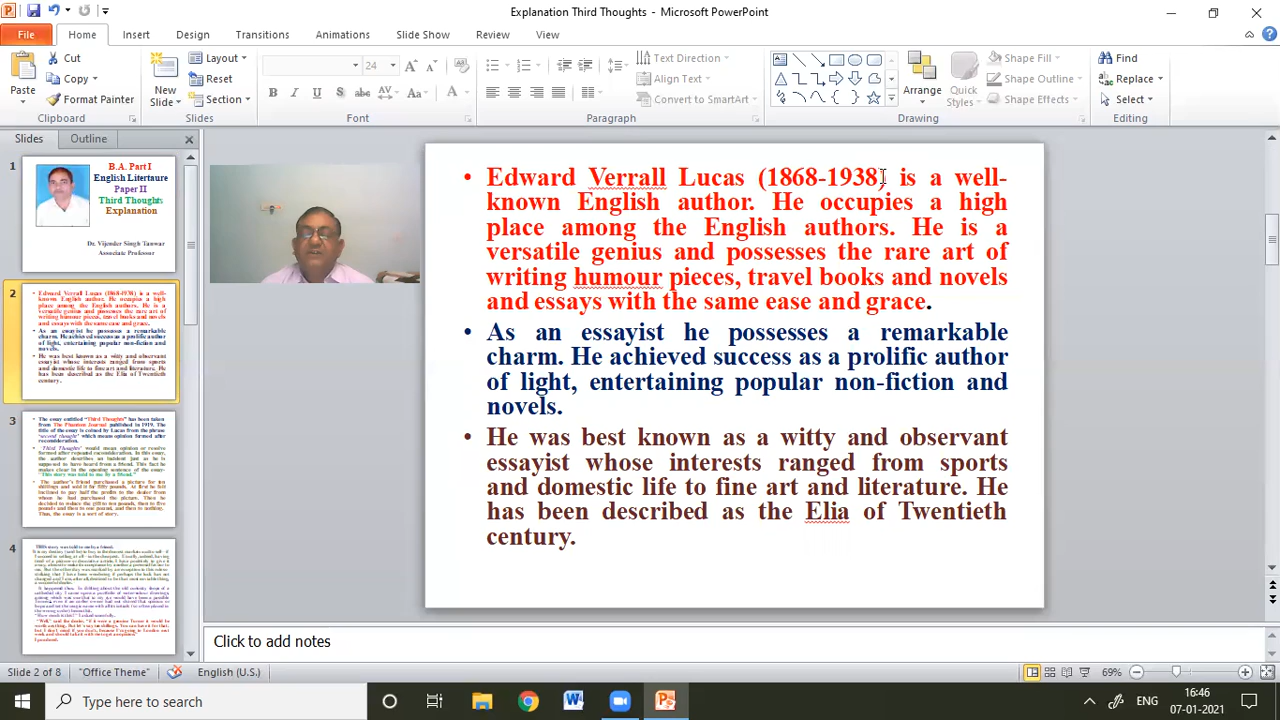 Explanation Third Thoughts - Microsoft PowerPoint
File Home Insert Design Transitions Animations Slide Show Review View
Paste
Cut
Copy
Format Painter
Clipboard
New Slide
Layout
Reset
Section
Slides
24
Font
Text Direction
Align Text
Convert to SmartArt
Paragraph
Arrange
Quick Styles
Shape Fill
Shape Outline
Shape Effects
Drawing
Find
Replace
Select
Editing
Slides Outline
1
B.A. Part I
English Litertaure
Paper II
Third Thoughts
Explanation
Dr. Vijender Singh Tanwar
Associate Professor
2
3
4
• Edward Verrall Lucas (1868-1938) is a well-
known English author. He occupies a high
place among the English authors. He is a
versatile genius and possesses the rare art of
writing humour pieces, travel books and novels
and essays with the same ease and grace.
• As an essayist he possesses a remarkable
charm. He achieved success as a prolific author
of light, entertaining popular non-fiction and
novels.
• He was best known as a witty and observant
essayist whose interests ranged from sports
and domestic life to fine art and literature. He
has been described as the Elia of Twentieth
century.
Click to add notes
Slide 2 of 8 "Office Theme" English (U.S.) 69%
Type here to search
ENG
16:46
07-01-2021